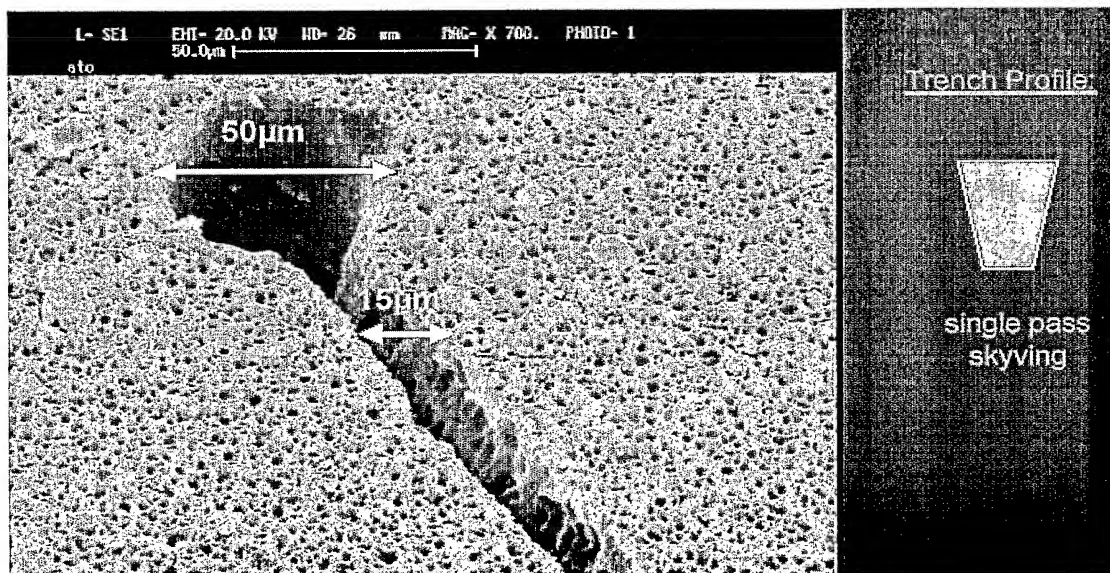 L- SE1 EHT- 20.0 KV WD- 26 mm MAG- X 700. PHOTO- 1
50.0µm
ato
Trench Profile:
50µm
15µm
single pass
skyving